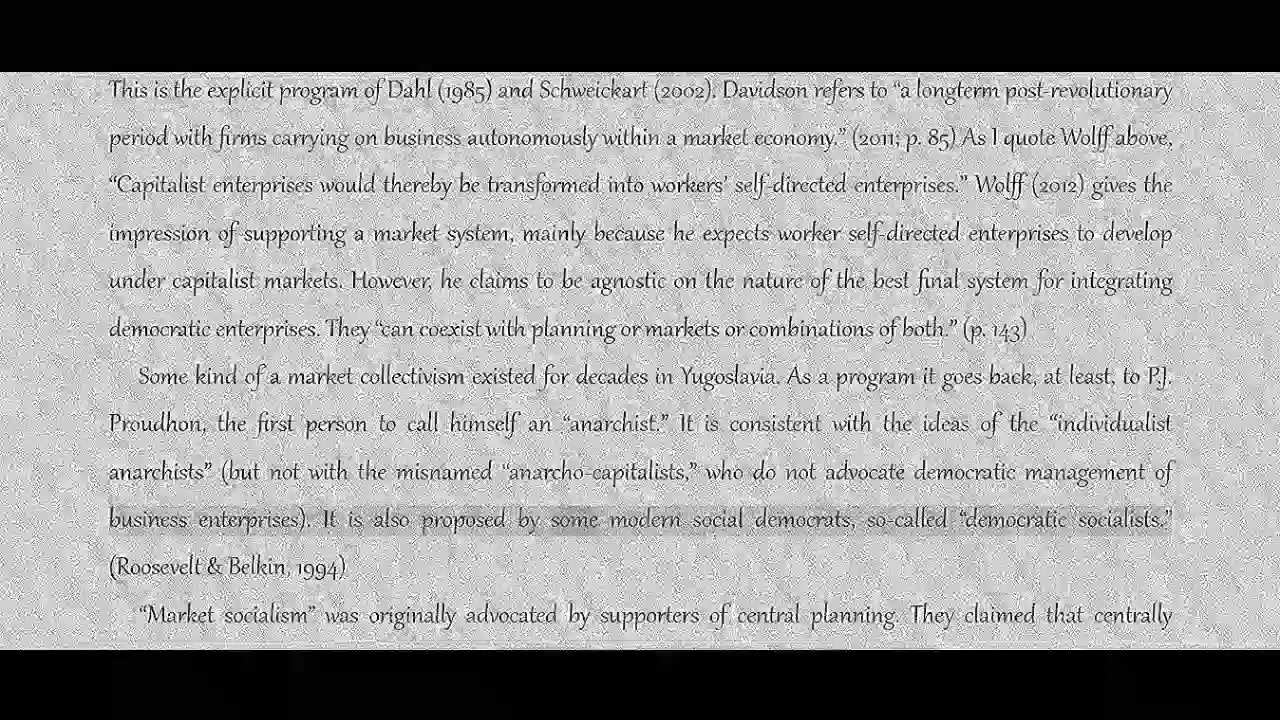 This is the explicit program of Dahl (1985) and Schweickart (2002). Davidson refers to “a longterm post-revolutionary
period with firms carrying on business autonomously within a market economy.” (2011; p. 85) As I quote Wolff above,
“Capitalist enterprises would thereby be transformed into workers’ self-directed enterprises.” Wolff (2012) gives the
impression of supporting a market system, mainly because he expects worker self-directed enterprises to develop
under capitalist markets. However, he claims to be agnostic on the nature of the best final system for integrating
democratic enterprises. They “can coexist with planning or markets or combinations of both.” (p. 143)
Some kind of a market collectivism existed for decades in Yugoslavia. As a program it goes back, at least, to P.J.
Proudhon, the first person to call himself an “anarchist.” It is consistent with the ideas of the “individualist
anarchists” (but not with the misnamed “anarcho-capitalists,” who do not advocate democratic management of
business enterprises). It is also proposed by some modern social democrats, so-called “democratic socialists.”
(Roosevelt & Belkin, 1994)
“Market socialism” was originally advocated by supporters of central planning. They claimed that centrally